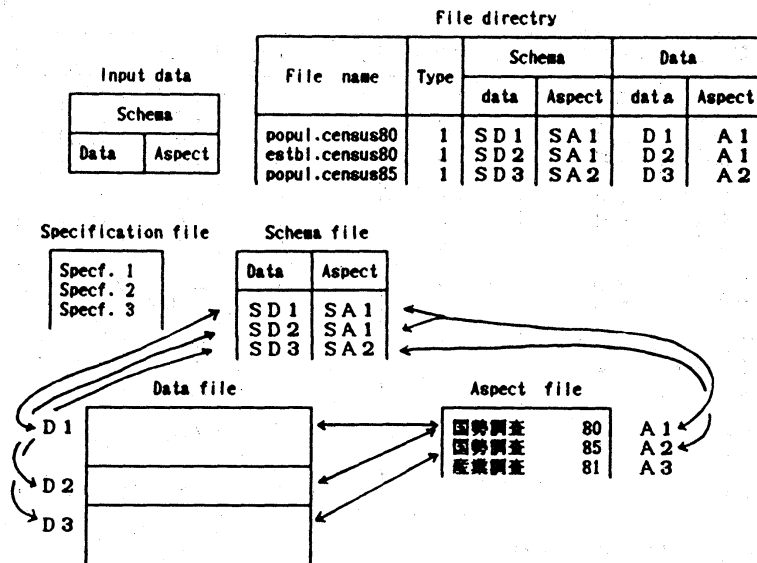 File directry
File name Type Schema Data
data Aspect data Aspect
popul.census80 1 SD1 SA1 D1 A1
estbl.census80 1 SD2 SA1 D2 A1
popul.census85 1 SD3 SA2 D3 A2
Input data
Schema
Data Aspect
Specification file
Specf. 1
Specf. 2
Specf. 3
Schema file
Data Aspect
SD1 SA1
SD2 SA1
SD3 SA2
Data file
D1
D2
D3
Aspect file
国勢調査 80 A1
国勢調査 85 A2
産業調査 81 A3